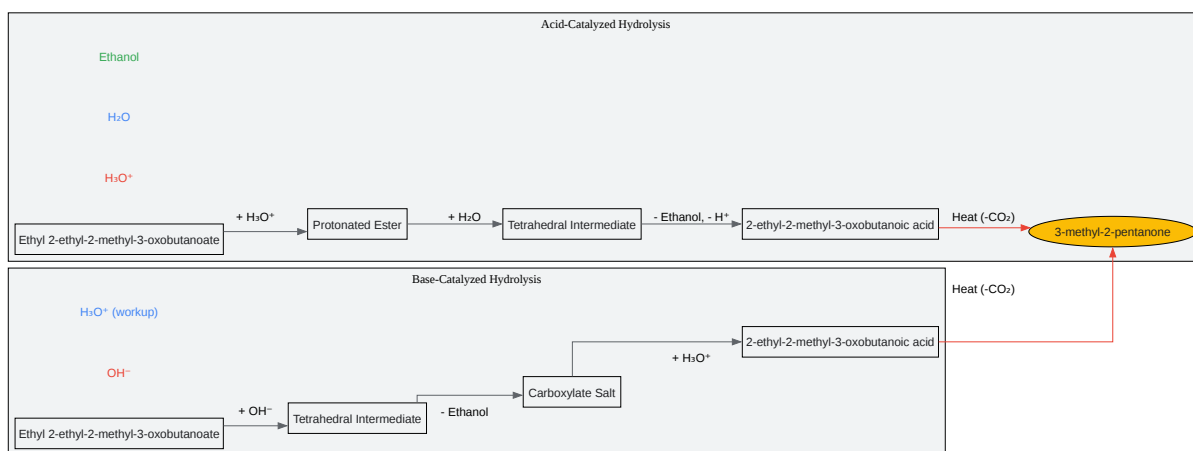 Acid-Catalyzed Hydrolysis
Ethanol
H₂O
H₃O⁺
Ethyl 2-ethyl-2-methyl-3-oxobutanoate
+ H₃O⁺
Protonated Ester
+ H₂O
Tetrahedral Intermediate
- Ethanol, - H⁺
2-ethyl-2-methyl-3-oxobutanoic acid
Heat (-CO₂)
3-methyl-2-pentanone
Base-Catalyzed Hydrolysis
H₃O⁺ (workup)
OH⁻
Ethyl 2-ethyl-2-methyl-3-oxobutanoate
+ OH⁻
Tetrahedral Intermediate
- Ethanol
Carboxylate Salt
+ H₃O⁺
2-ethyl-2-methyl-3-oxobutanoic acid
Heat (-CO₂)